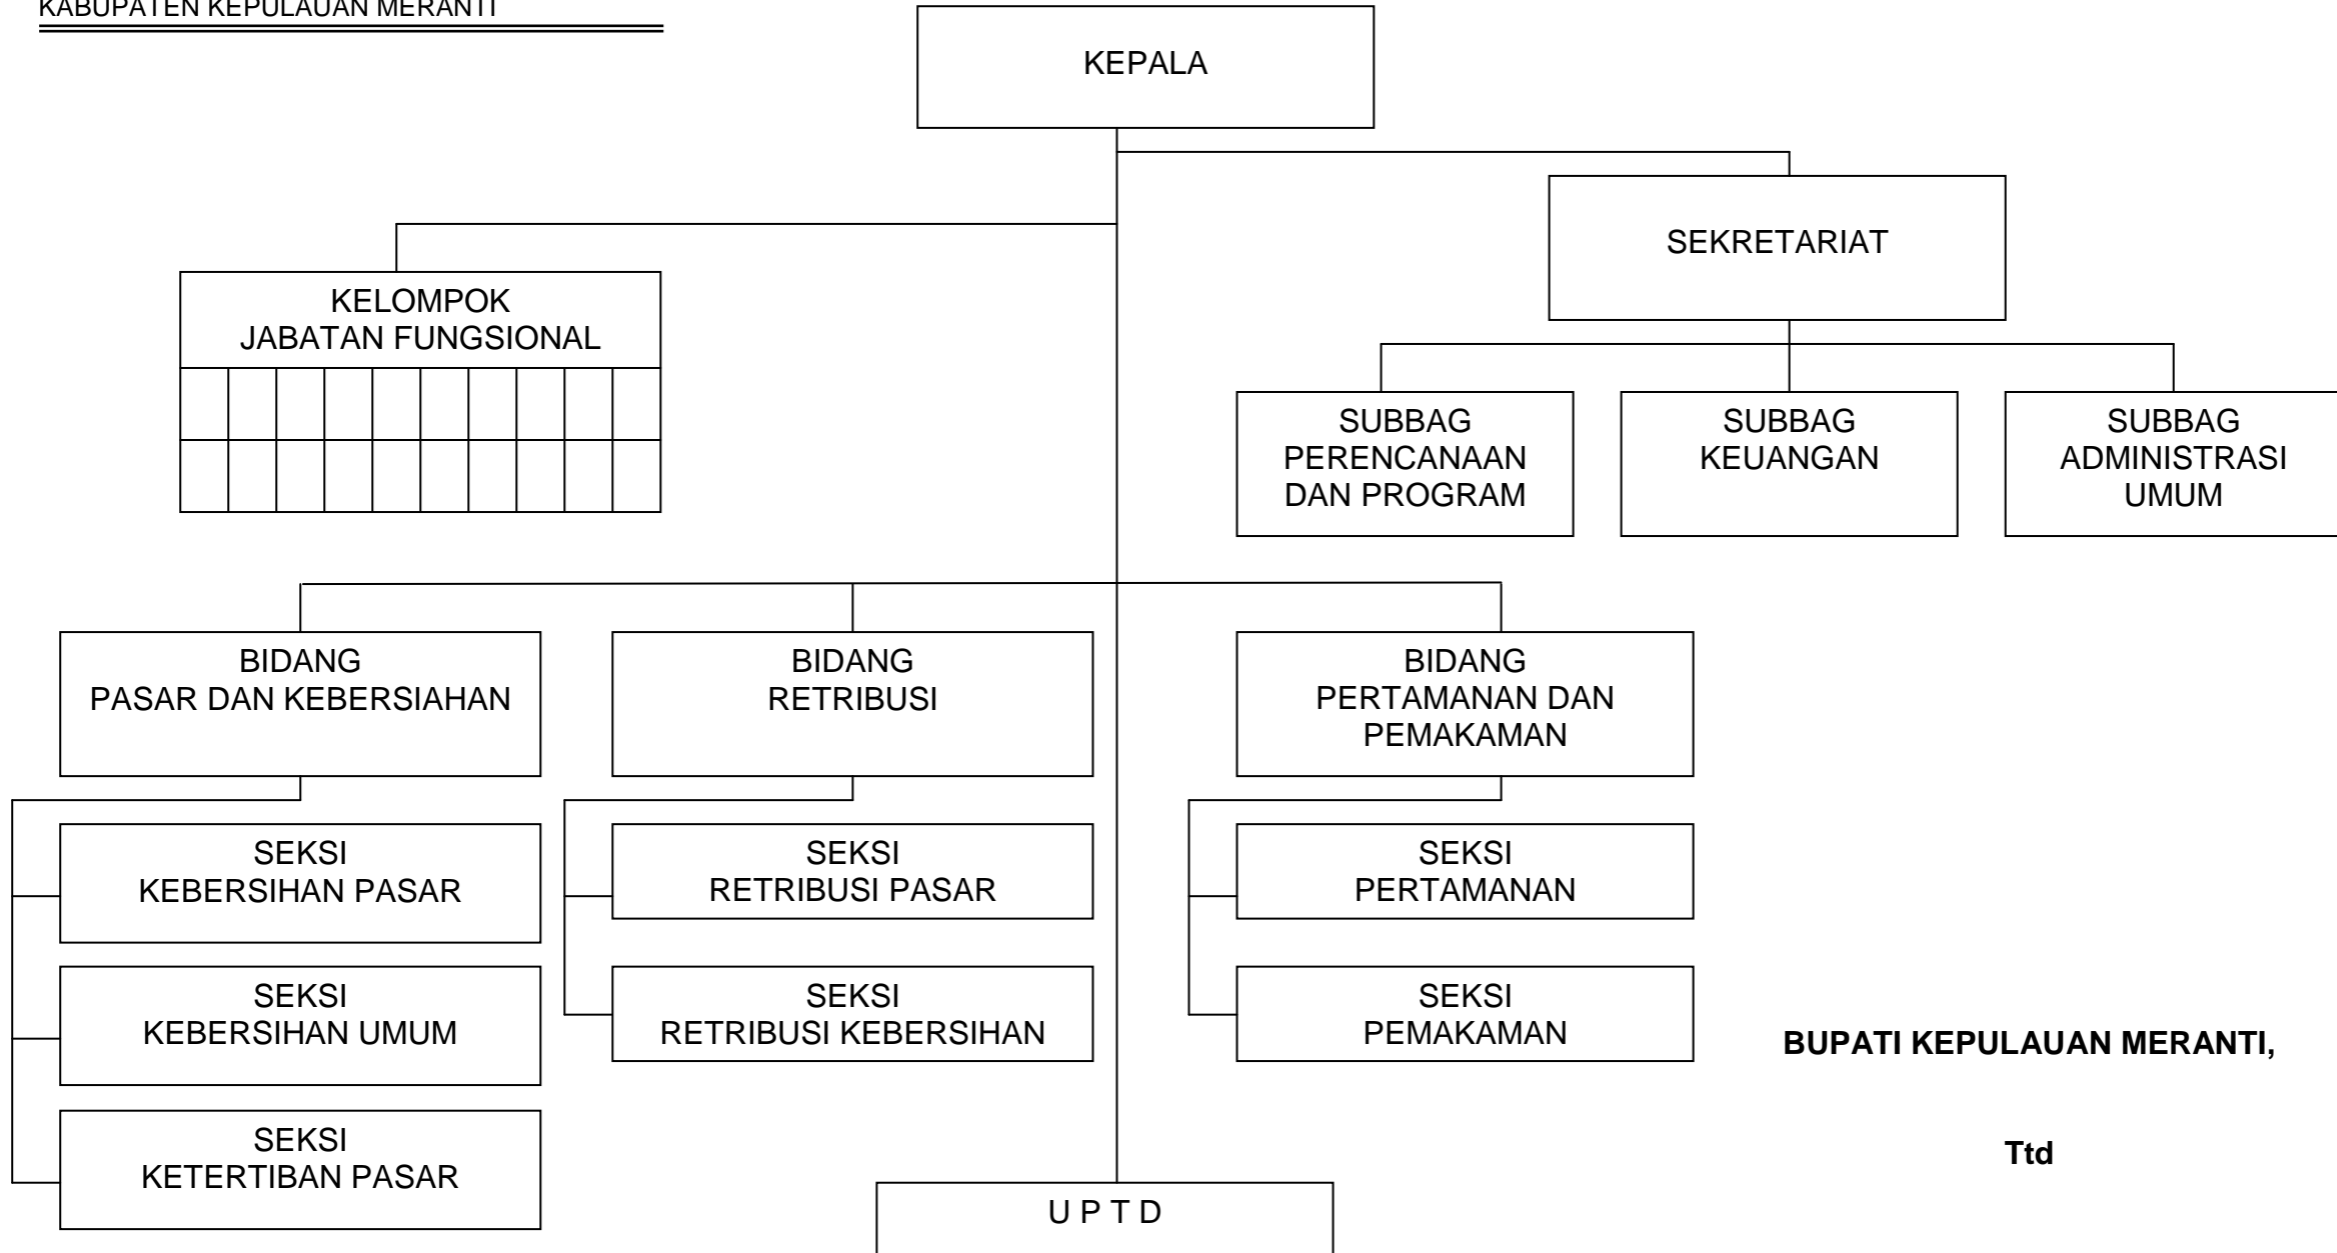 KABUPATEN KEPULAUAN MERANTI
KEPALA
SEKRETARIAT
KELOMPOK
JABATAN FUNGSIONAL
SUBBAG
PERENCANAAN
DAN PROGRAM
SUBBAG
KEUANGAN
SUBBAG
ADMINISTRASI
UMUM
BIDANG
PASAR DAN KEBERSIAHAN
BIDANG
RETRIBUSI
BIDANG
PERTAMANAN DAN
PEMAKAMAN
SEKSI
KEBERSIHAN PASAR
SEKSI
RETRIBUSI PASAR
SEKSI
PERTAMANAN
SEKSI
KEBERSIHAN UMUM
SEKSI
RETRIBUSI KEBERSIHAN
SEKSI
PEMAKAMAN
BUPATI KEPULAUAN MERANTI,
SEKSI
KETERTIBAN PASAR
Ttd
U P T D